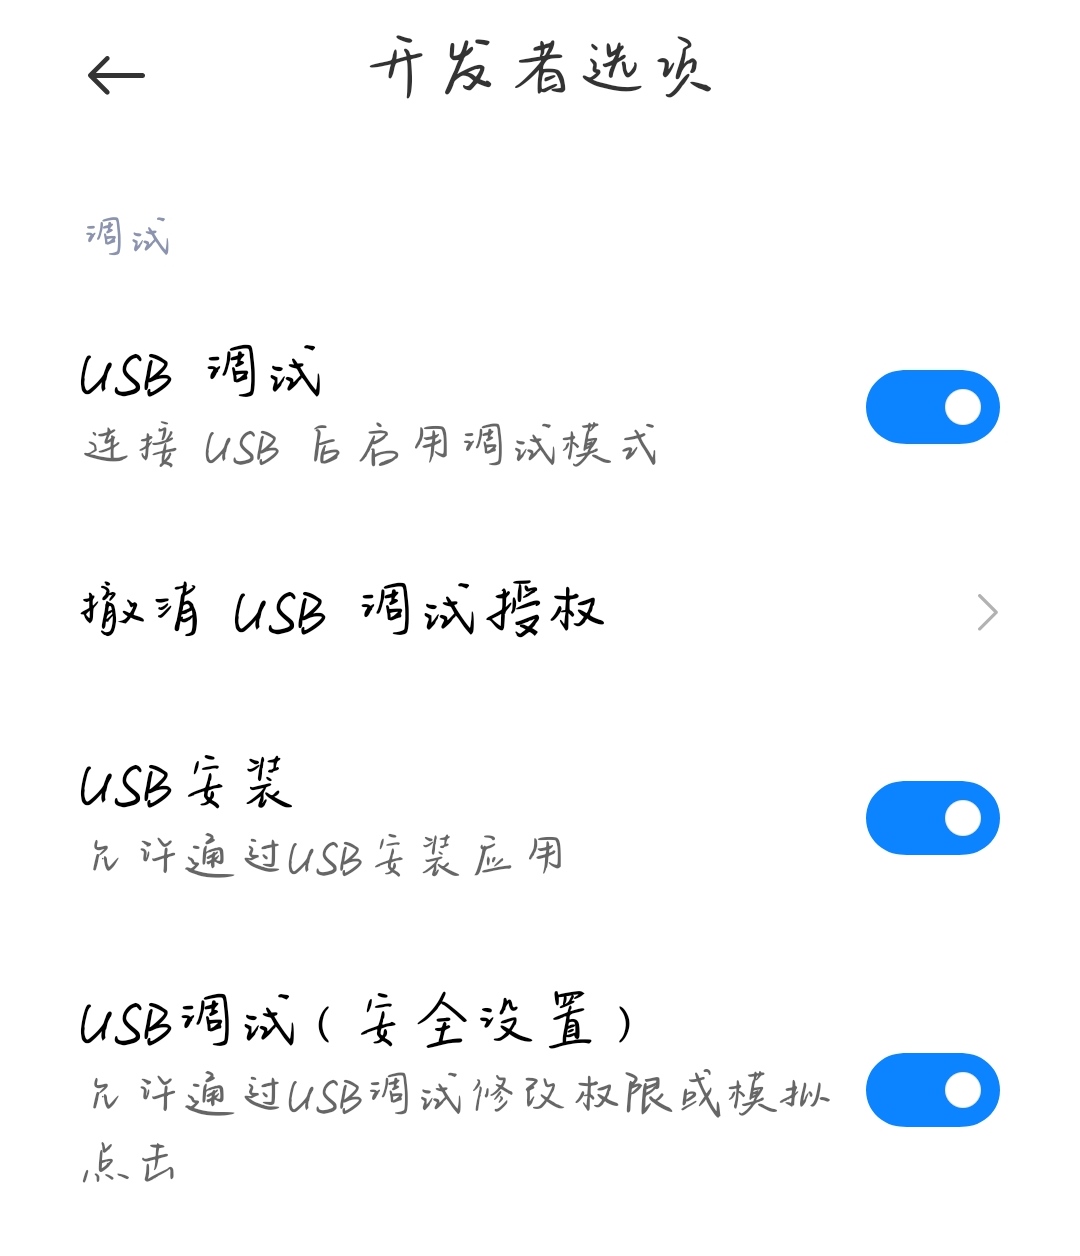 开发者选项
调试
USB 调试
连接 USB 后启用调试模式
撤消 USB 调试授权
USB安装
允许通过USB安装应用
USB调试（安全设置）
允许通过USB调试修改权限或模拟
点击